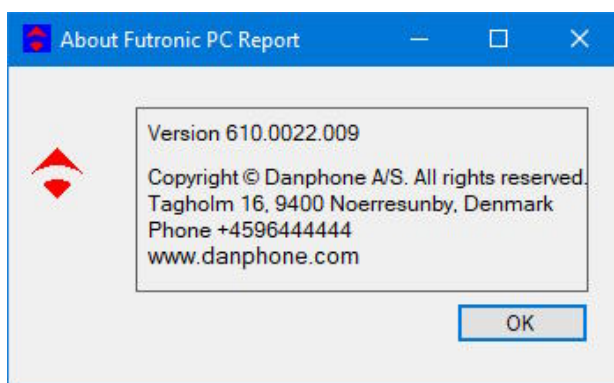 About Futronic PC Report
Version 610.0022.009
Copyright © Danphone A/S. All rights reserved.
Tagholm 16, 9400 Noerresunby, Denmark
Phone +4596444444
www.danphone.com
OK